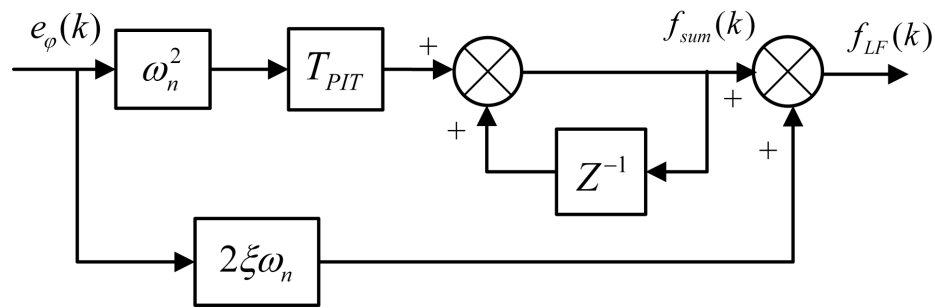 e_φ(k)
ω_n^2
T_PIT
+
f_sum(k)
f_LF(k)
+
+
+
Z^{-1}
2ξω_n